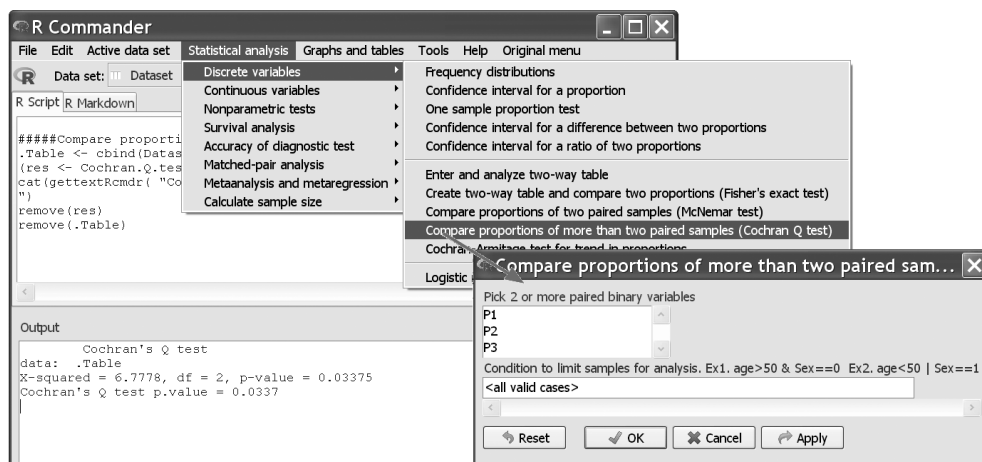 R Commander
File Edit Active data set Statistical analysis Graphs and tables Tools Help Original menu
R Data set: Dataset
R Script R Markdown
#####Compare proporti
.Table <- cbind(Datas
(res <- Cochran.Q.tes
cat(gettextRcmdr( "Co
")
remove(res)
remove(.Table)
Discrete variables
Continuous variables
Nonparametric tests
Survival analysis
Accuracy of diagnostic test
Matched-pair analysis
Metaanalysis and metaregression
Calculate sample size
Frequency distributions
Confidence interval for a proportion
One sample proportion test
Confidence interval for a difference between two proportions
Confidence interval for a ratio of two proportions
Enter and analyze two-way table
Create two-way table and compare two proportions (Fisher's exact test)
Compare proportions of two paired samples (McNemar test)
Compare proportions of more than two paired samples (Cochran Q test)
Cochran-Armitage test for trend in proportions
Logistic
Output
Cochran's Q test
data: .Table
X-squared = 6.7778, df = 2, p-value = 0.03375
Cochran's Q test p.value = 0.0337
Compare proportions of more than two paired sam...
Pick 2 or more paired binary variables
P1
P2
P3
Condition to limit samples for analysis. Ex1. age>50 & Sex==0 Ex2. age<50 | Sex==1
<all valid cases>
Reset OK Cancel Apply